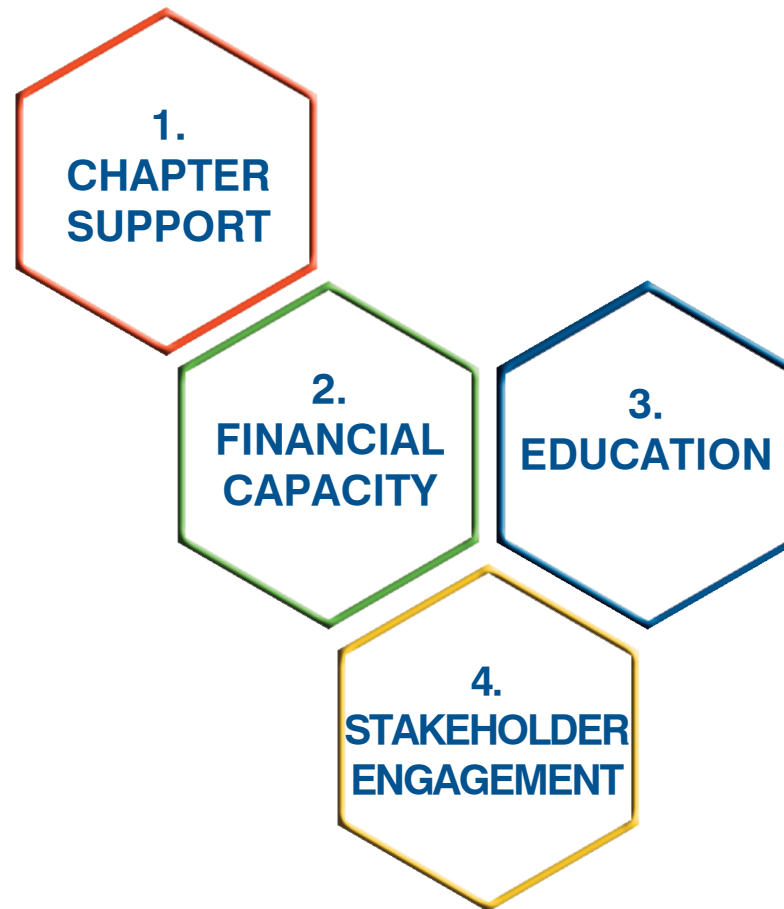 1.
CHAPTER
SUPPORT
2.
FINANCIAL
CAPACITY
3.
EDUCATION
4.
STAKEHOLDER
ENGAGEMENT